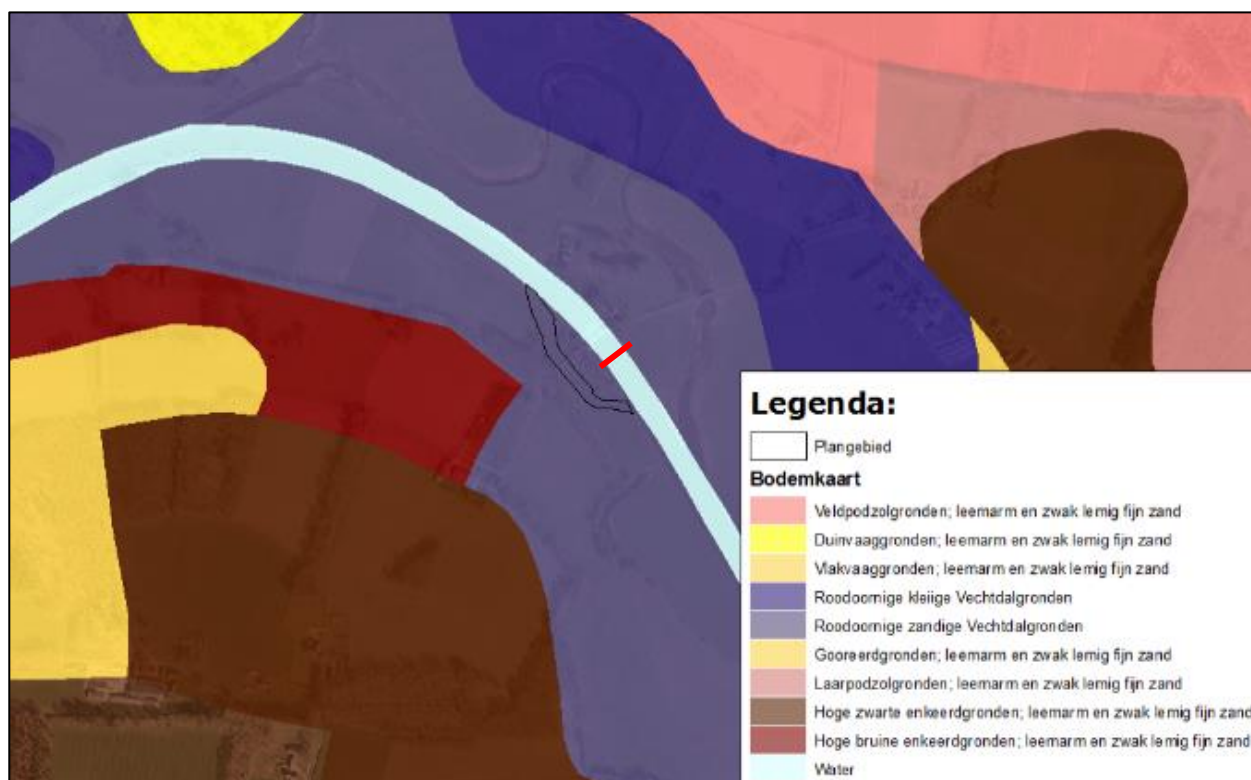 Legenda:
Plangebied
Bodemkaart
Veldpodzolgronden; leemarm en zwak lemig fijn zand
Duinvaaggronden; leemarm en zwak lemig fijn zand
Vlakvaaggronden; leemarm en zwak lemig fijn zand
Roodoornige kleiige Vechtdalgronden
Roodoornige zandige Vechtdalgronden
Gooreerdgronden; leemarm en zwak lemig fijn zand
Laarpodzolgronden; leemarm en zwak lemig fijn zand
Hoge zwarte enkeerdgronden; leemarm en zwak lemig fijn zand
Hoge bruine enkeerdgronden; leemarm en zwak lemig fijn zand
Water